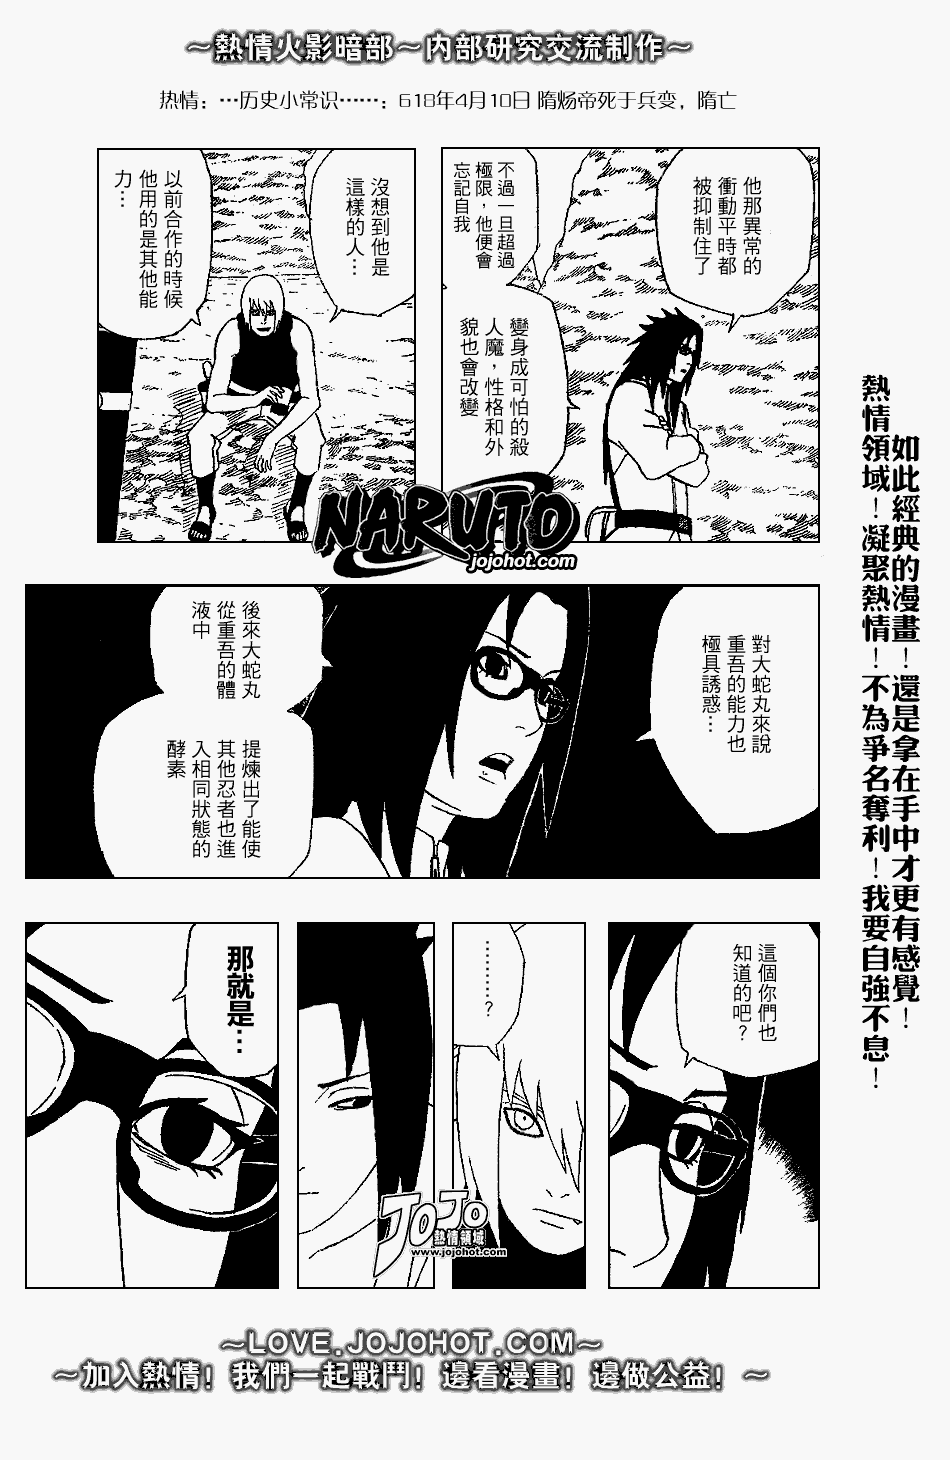 ～熱情火影暗部～内部研究交流制作～
热情：…历史小常识……：618年4月10日 隋炀帝死于兵变，隋亡
他那異常的
衝動平時都
被抑制住了
不過一旦超過
極限，他便會
忘記自我
變身成可怕的殺
人魔，性格和外
貌也會改變
沒想到他是
這樣的人…
以前合作的時候
他用的是其他能
力…
NARUTO
jojohot.com
對大蛇丸來說
重吾的能力也
極具誘惑…
後來大蛇丸
從重吾的體
液中
提煉出了能使
其他忍者也進
入相同狀態的
酵素
這個你們也
知道的吧？
………？
那就是…
JOJO
熱情領域
www.jojohot.com
如此經典的漫畫！還是拿在手中才更有感覺！
熱情領域！凝聚熱情！不為爭名奪利！我要自強不息！
～LOVE.JOJOHOT.COM～
～加入熱情！我們一起戰鬥！邊看漫畫！邊做公益！～